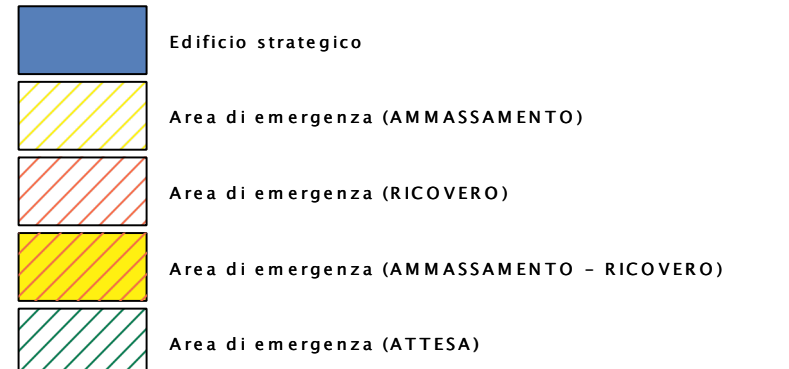 Edificio strategico
Area di emergenza (AMMASSAMENTO)
Area di emergenza (RICOVERO)
Area di emergenza (AMMASSAMENTO – RICOVERO)
Area di emergenza (ATTESA)